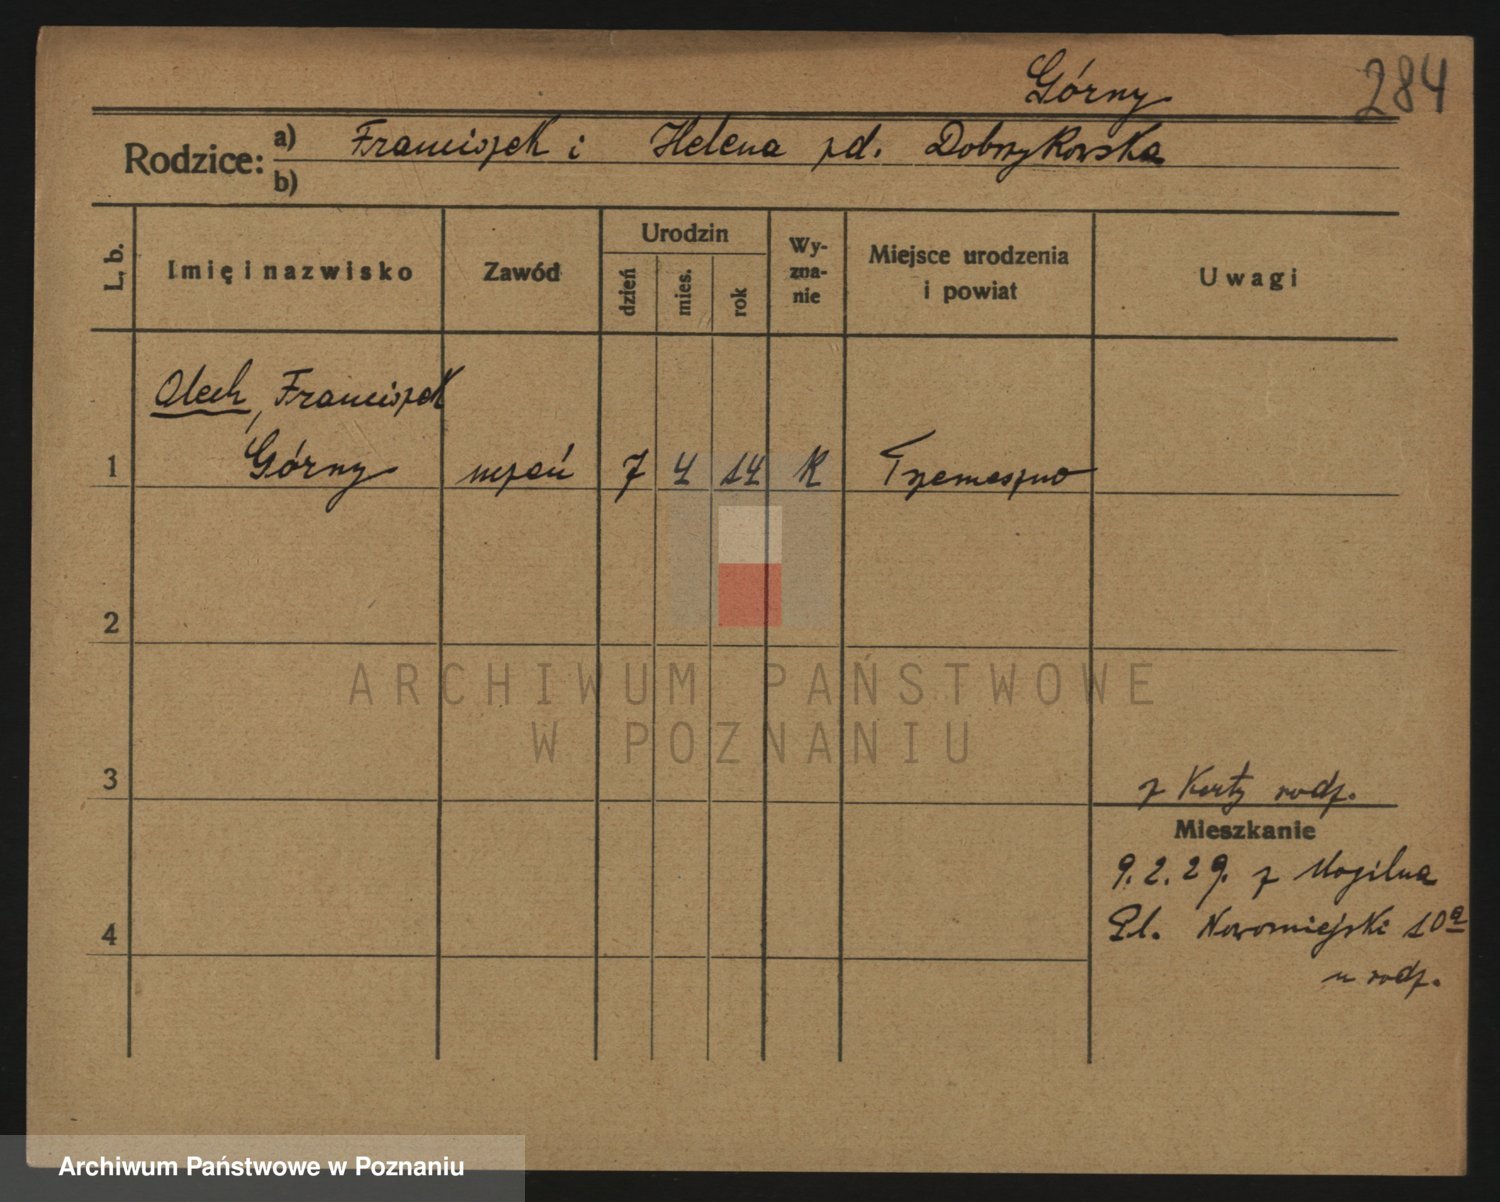 Górny 284
Rodzice: a) Franciszek i Helena zd. Dobrzykowska
b)
L. b. Imię i nazwisko Zawód Urodzin dzień mies. rok Wy-zna-nie Miejsce urodzenia i powiat Uwagi
Olech, Franciszek
1 Górny uczeń 7 4 14 k Trzemeszno
2
ARCHIWUM PAŃSTWOWE
W POZNANIU
3 z Karty rodz.
Mieszkanie
9.2.29. z Mogilna
4 Pl. Nowomiejski 10a
u rodz.
Archiwum Państwowe w Poznaniu